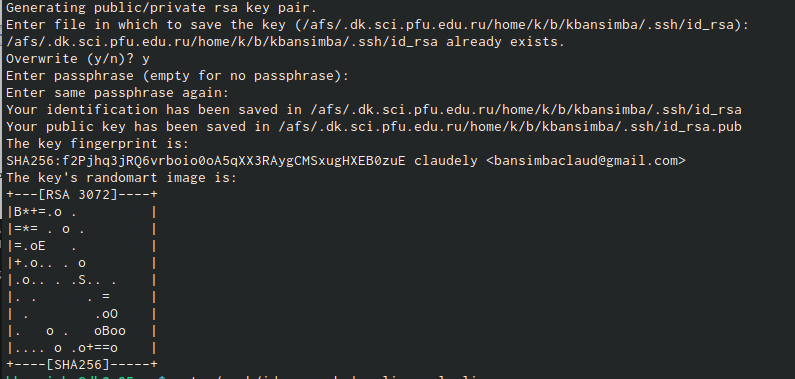 Generating public/private rsa key pair.
Enter file in which to save the key (/afs/.dk.sci.pfu.edu.ru/home/k/b/kbansimba/.ssh/id_rsa):
/afs/.dk.sci.pfu.edu.ru/home/k/b/kbansimba/.ssh/id_rsa already exists.
Overwrite (y/n)? y
Enter passphrase (empty for no passphrase):
Enter same passphrase again:
Your identification has been saved in /afs/.dk.sci.pfu.edu.ru/home/k/b/kbansimba/.ssh/id_rsa
Your public key has been saved in /afs/.dk.sci.pfu.edu.ru/home/k/b/kbansimba/.ssh/id_rsa.pub
The key fingerprint is:
SHA256:f2Pjhq3jRQ6vrboio0oA5qXX3RAygCMSxugHXEB0zuE claudely <bansimbaclaud@gmail.com>
The key's randomart image is:
+---[RSA 3072]----+
|B*+=.o .         |
|=*= . o .        |
|=.oE   .         |
|+.o.. . o        |
|.o.. . .S.. .    |
|. .      . =     |
| .        .oO    |
|.   o .   oBoo   |
|.... o .o+==o    |
+----[SHA256]-----+